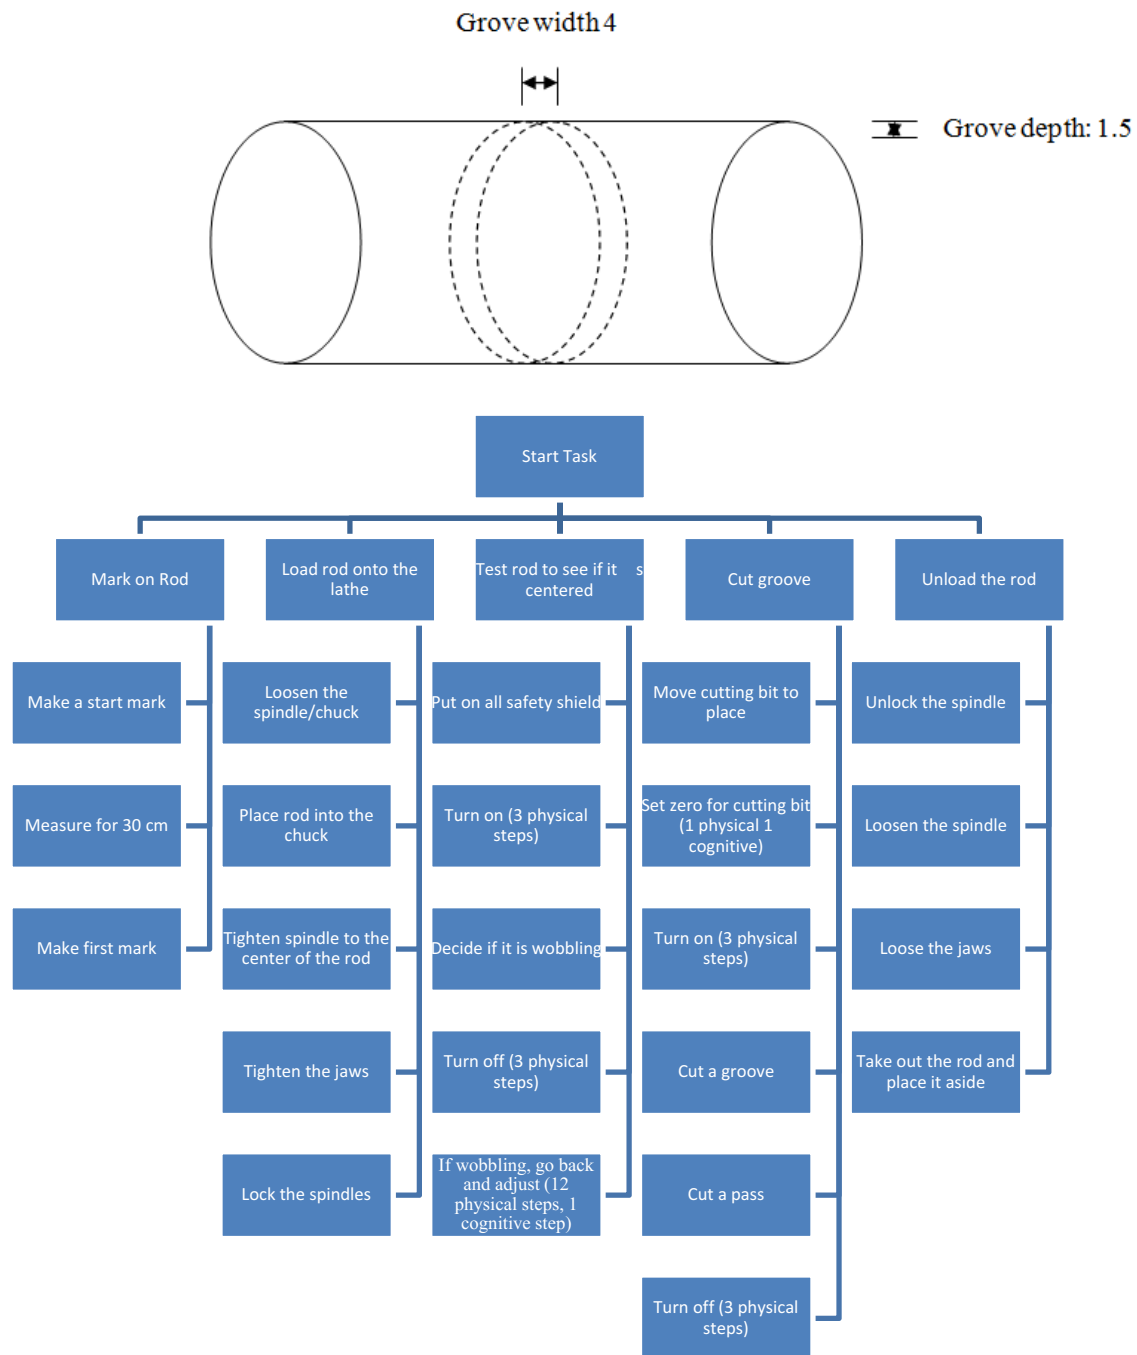 Grove width 4
Grove depth: 1.5
Start Task
Mark on Rod
Load rod onto the
lathe
Test rod to see if it s
centered
Cut groove
Unload the rod
Make a start mark
Measure for 30 cm
Make first mark
Loosen the
spindle/chuck
Place rod into the
chuck
Tighten spindle to the
center of the rod
Tighten the jaws
Lock the spindles
Put on all safety shield
Turn on (3 physical
steps)
Decide if it is wobbling
Turn off (3 physical
steps)
If wobbling, go back
and adjust (12
physical steps, 1
cognitive step)
Move cutting bit to
place
Set zero for cutting bit
(1 physical 1
cognitive)
Turn on (3 physical
steps)
Cut a groove
Cut a pass
Turn off (3 physical
steps)
Unlock the spindle
Loosen the spindle
Loose the jaws
Take out the rod and
place it aside